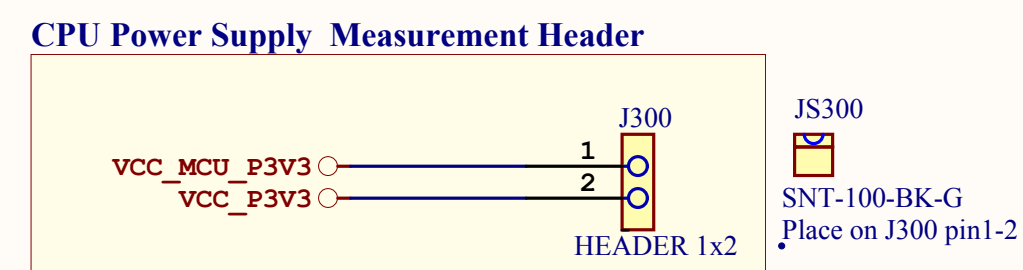 CPU Power Supply  Measurement Header
J300
JS300
VCC_MCU_P3V3
1
VCC_P3V3
2
SNT-100-BK-G
Place on J300 pin1-2
HEADER 1x2